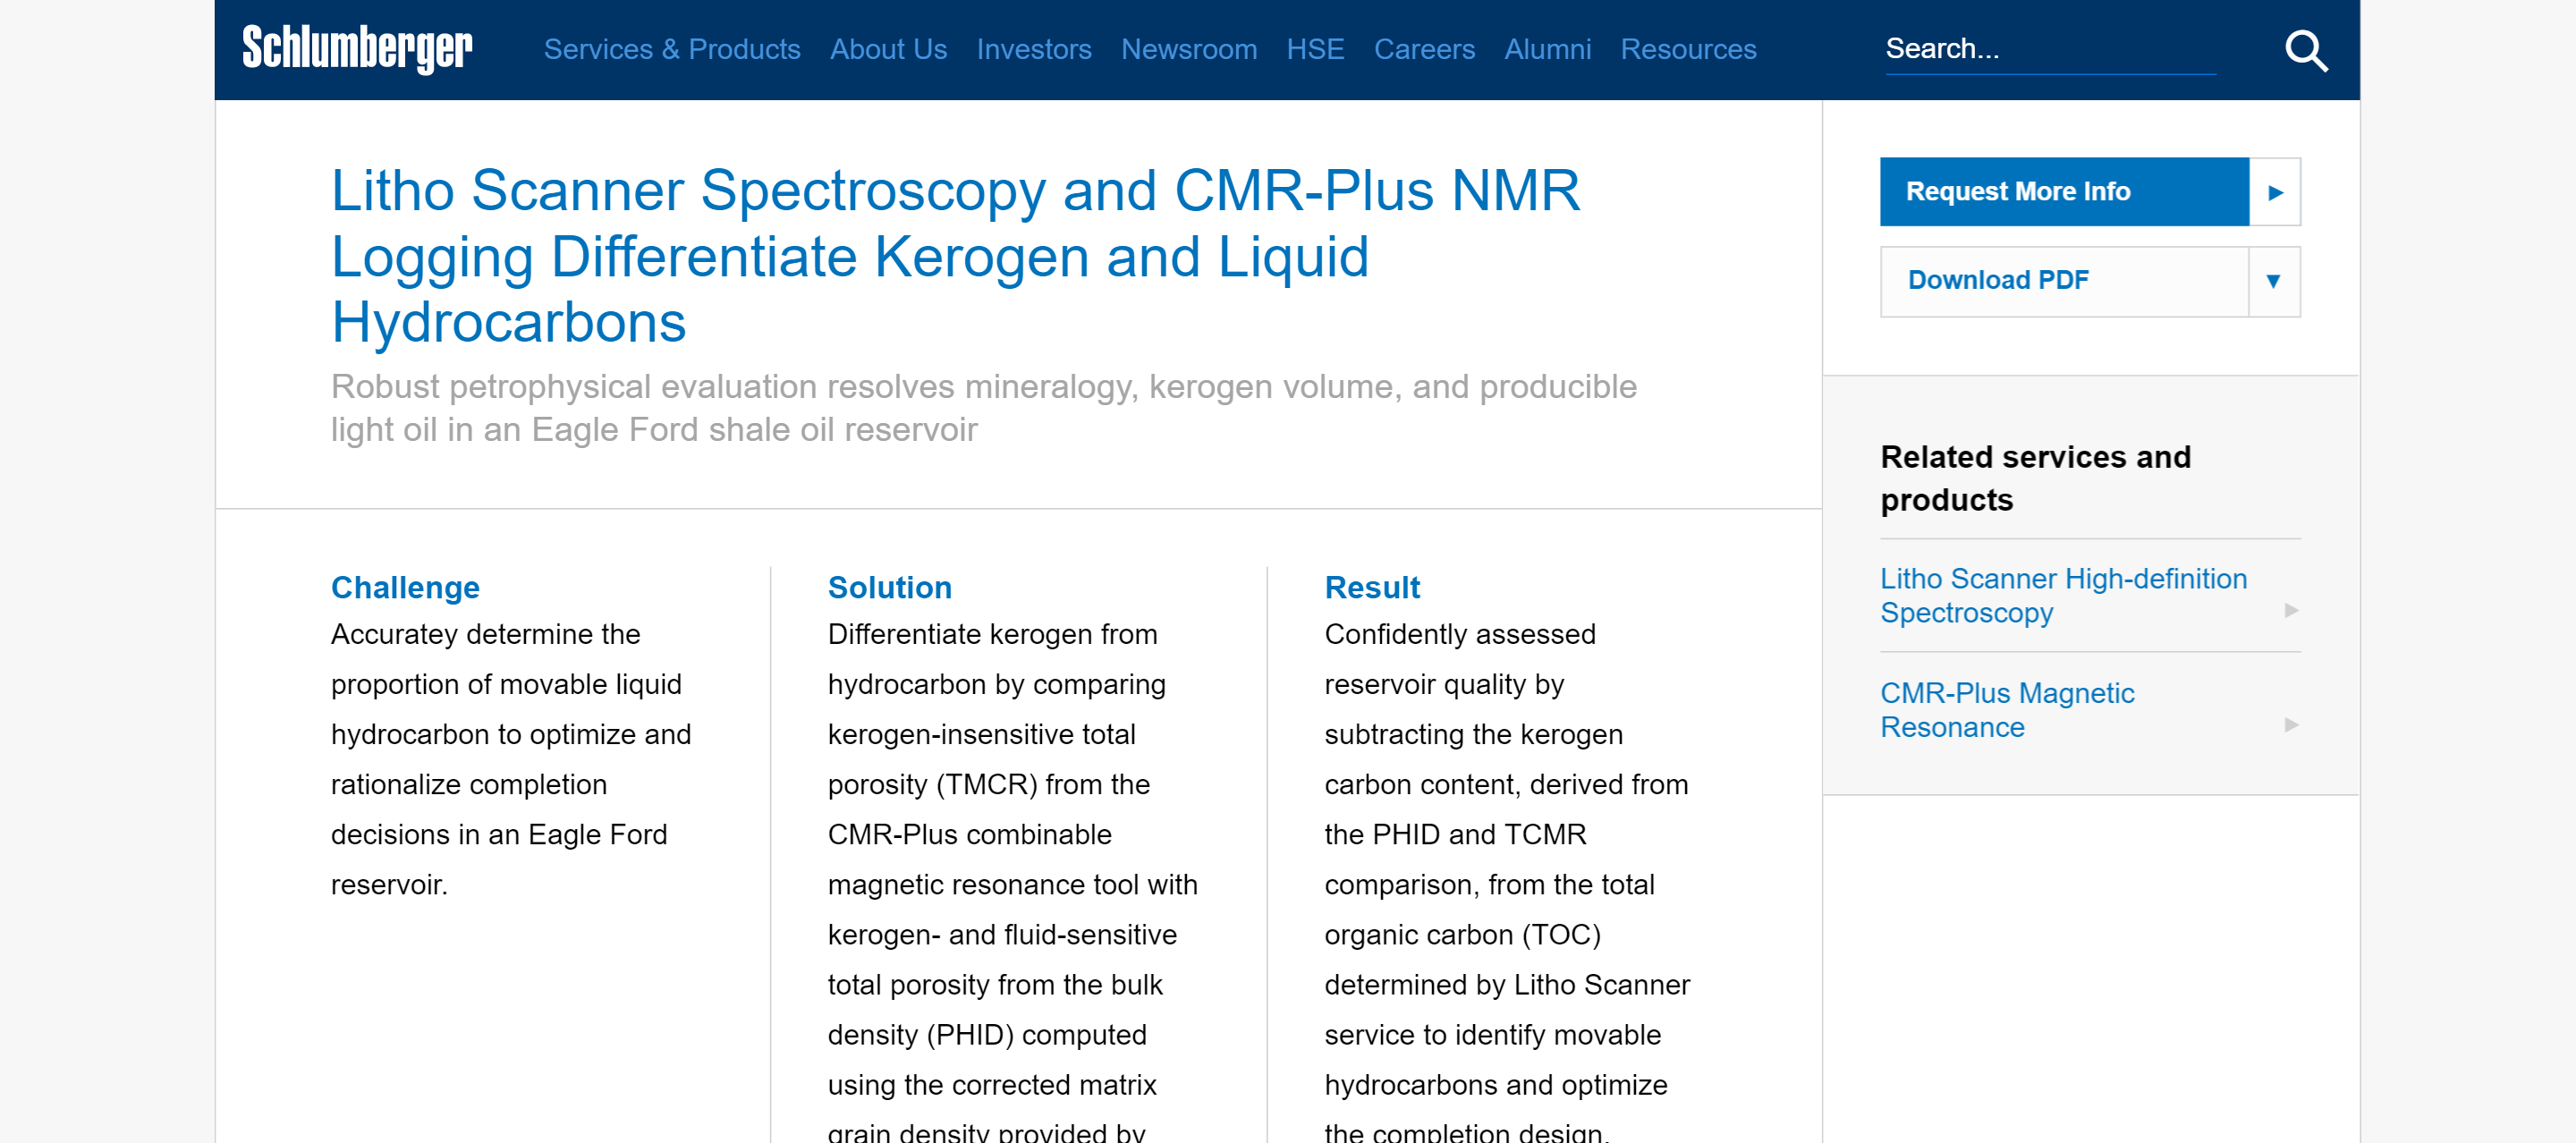 Schlumberger
Services & Products About Us Investors Newsroom HSE Careers Alumni Resources
Search...
Litho Scanner Spectroscopy and CMR-Plus NMR
Logging Differentiate Kerogen and Liquid
Hydrocarbons
Robust petrophysical evaluation resolves mineralogy, kerogen volume, and producible
light oil in an Eagle Ford shale oil reservoir
Challenge
Accuratey determine the
proportion of movable liquid
hydrocarbon to optimize and
rationalize completion
decisions in an Eagle Ford
reservoir.
Solution
Differentiate kerogen from
hydrocarbon by comparing
kerogen-insensitive total
porosity (TMCR) from the
CMR-Plus combinable
magnetic resonance tool with
kerogen- and fluid-sensitive
total porosity from the bulk
density (PHID) computed
using the corrected matrix
grain density provided by
Result
Confidently assessed
reservoir quality by
subtracting the kerogen
carbon content, derived from
the PHID and TCMR
comparison, from the total
organic carbon (TOC)
determined by Litho Scanner
service to identify movable
hydrocarbons and optimize
the completion design.
Request More Info
Download PDF
Related services and
products
Litho Scanner High-definition
Spectroscopy
CMR-Plus Magnetic
Resonance